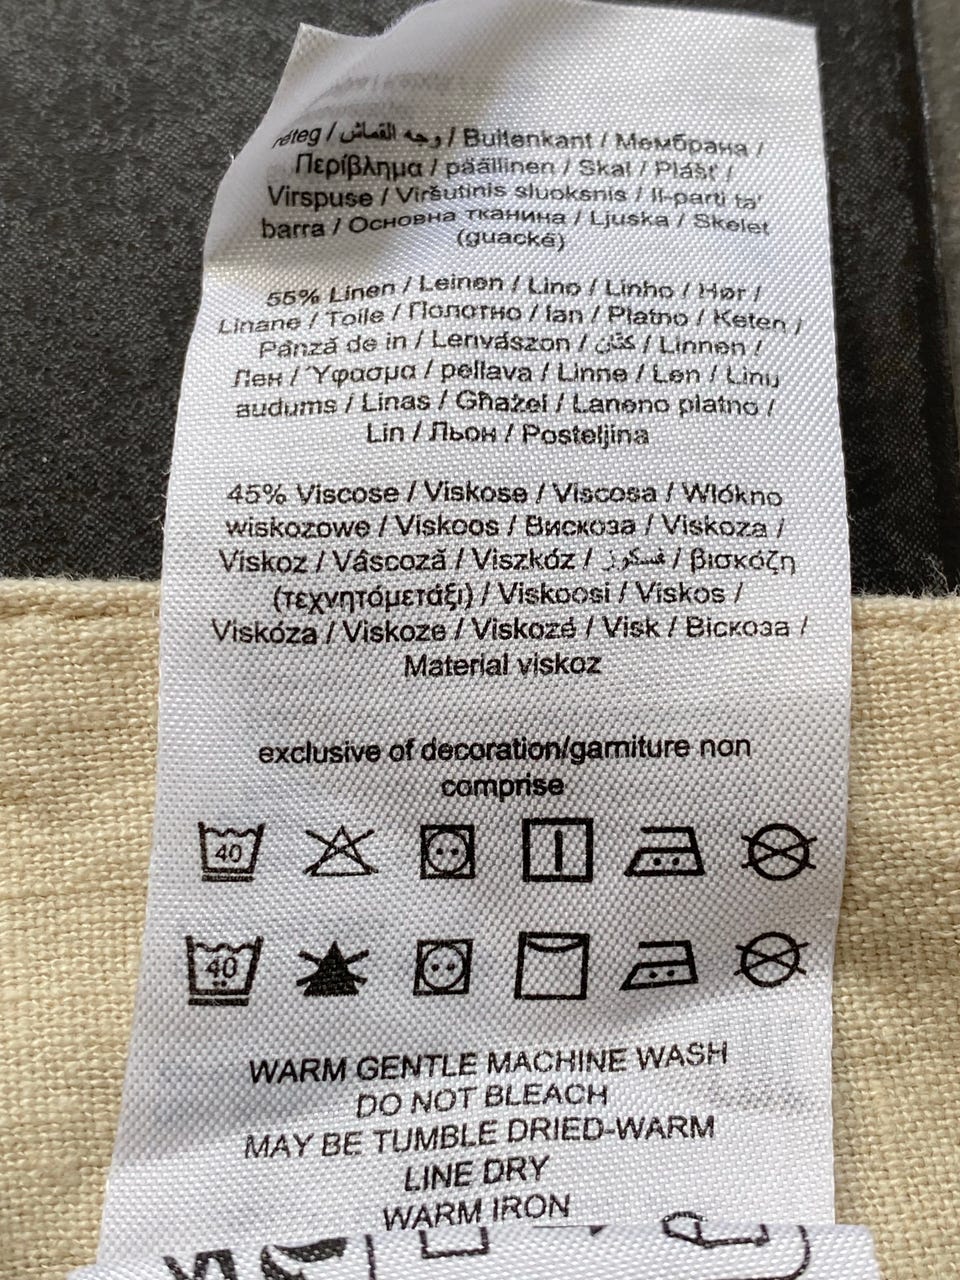 réteg / وجه القماش / Buitenkant / Мембрана /
Περίβλημα / päällinen / Skal / Plášť /
Virspuse / Viršutinis sluoksnis / Il-parti ta'
barra / Основна тканина / Ljuska / Skelet
(guackă)
55% Linen / Leinen / Lino / Linho / Hør /
Linane / Toile / Полотно / lan / Płatno / Keten /
Pânză de in / Lenvászon / كتان / Linnen /
Лен / Ύφασμα / pellava / Linne / Len / Linu
audums / Linas / Għażel / Laneno platno /
Lin / Льон / Posteljina
45% Viscose / Viskose / Viscosa / Włókno
wiskozowe / Viskoos / Вискоза / Viskoza /
Viskoz / Vâscoză / Viszkóz / فسكوز / βισκόζη
(τεχνητόμετάξι) / Viskoosi / Viskos /
Viskóza / Viskoze / Viskozė / Visk / Віскоза /
Material viskoz
exclusive of decoration/garniture non
comprise
40
40
WARM GENTLE MACHINE WASH
DO NOT BLEACH
MAY BE TUMBLE DRIED-WARM
LINE DRY
WARM IRON